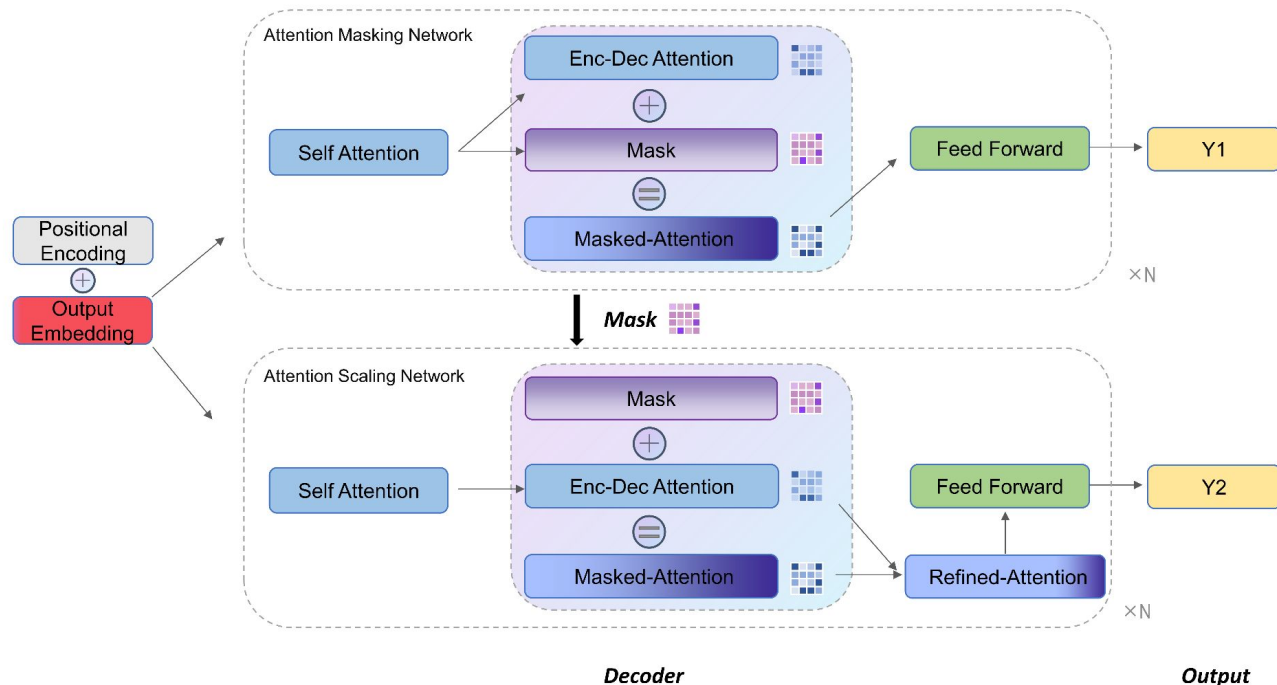 Attention Masking Network
Enc-Dec Attention
+
Self Attention
Mask
=
Masked-Attention
Feed Forward
Y1
×N
Positional
Encoding
+
Output
Embedding
Mask
Attention Scaling Network
Mask
+
Self Attention
Enc-Dec Attention
=
Masked-Attention
Feed Forward
Y2
Refined-Attention
×N
Decoder
Output